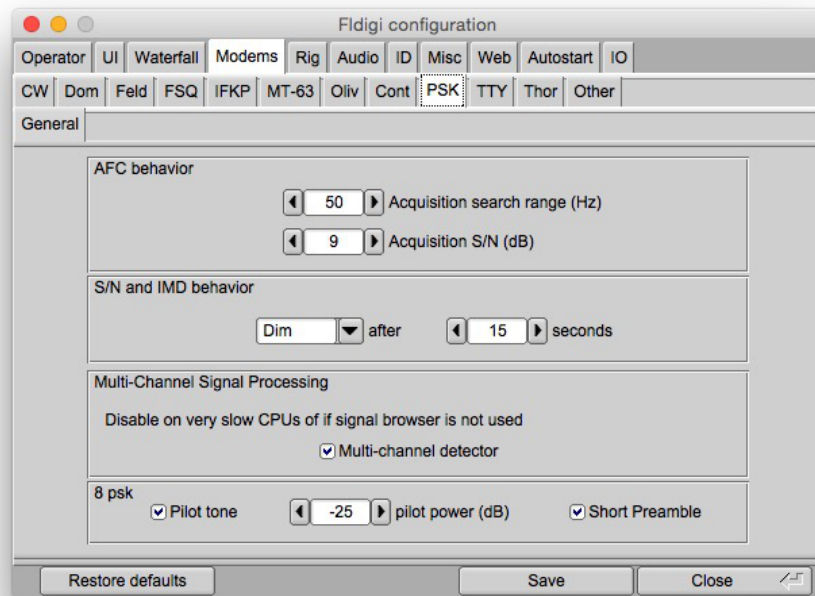 Fldigi configuration
Operator UI Waterfall Modems Rig Audio ID Misc Web Autostart IO
CW Dom Feld FSQ IFKP MT-63 Oliv Cont PSK TTY Thor Other
General
AFC behavior
50 Acquisition search range (Hz)
9 Acquisition S/N (dB)
S/N and IMD behavior
Dim after 15 seconds
Multi-Channel Signal Processing
Disable on very slow CPUs of if signal browser is not used
Multi-channel detector
8 psk
Pilot tone -25 pilot power (dB) Short Preamble
Restore defaults Save Close